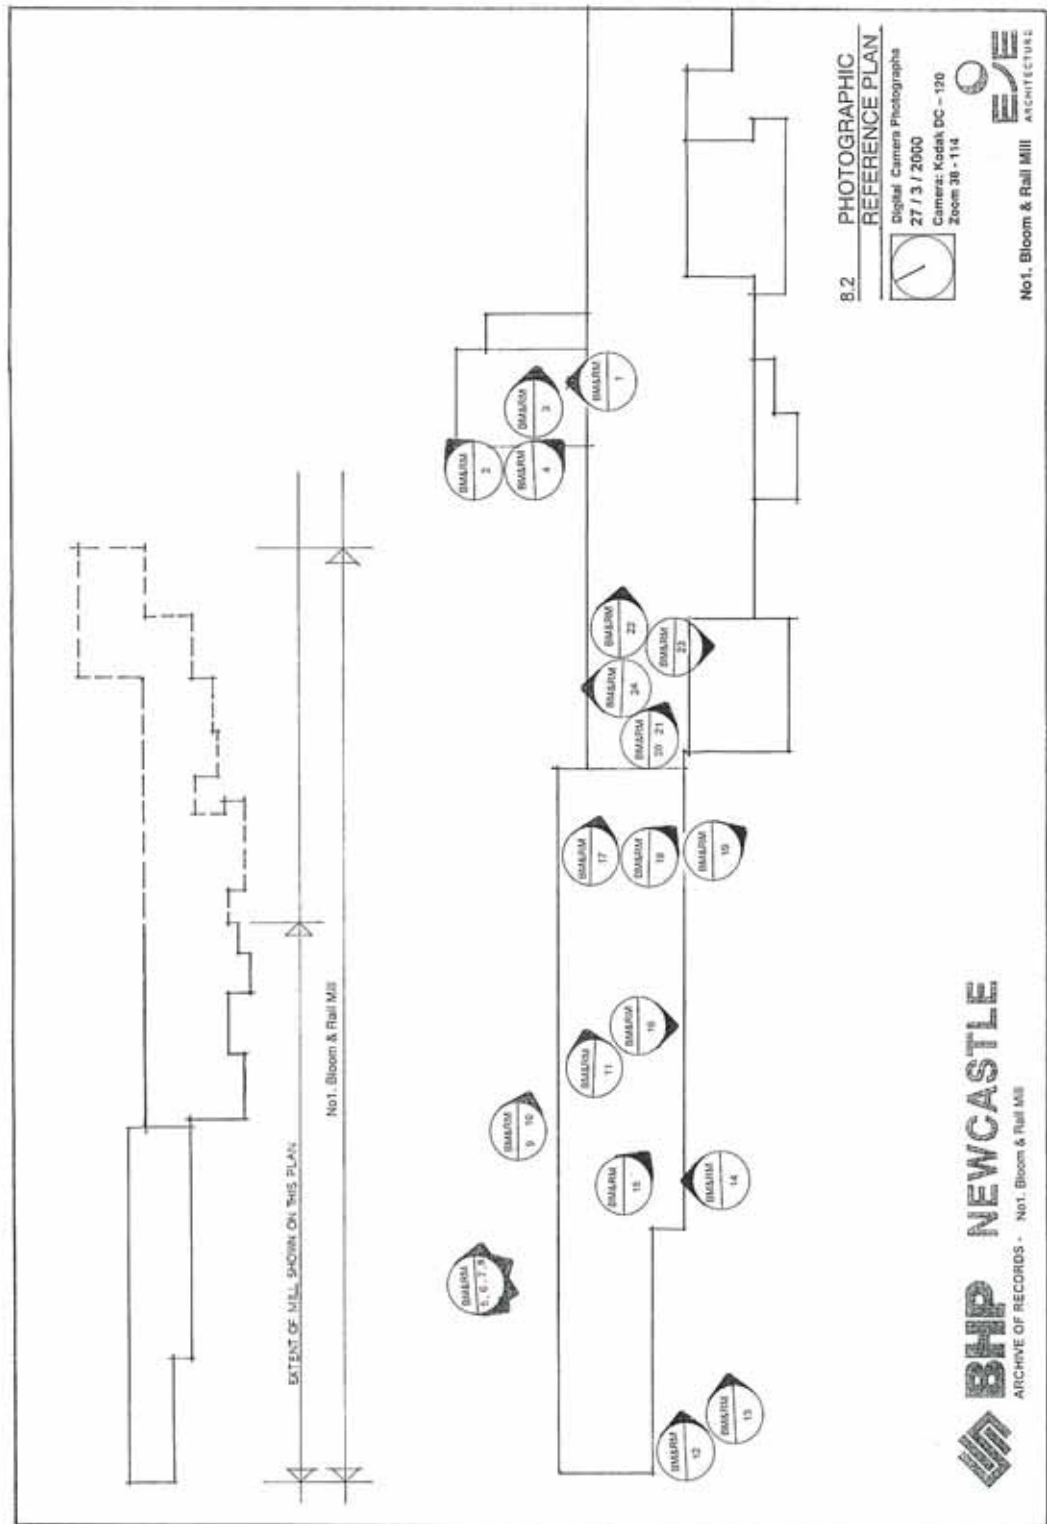 EXTENT OF MILL SHOWN ON THIS PLAN
No1. Bloom & Rail Mill
BM&RM
2
BM&RM
4
BM&RM
3
BM&RM
1
BM&RM
5, 6, 7, 8
BM&RM
9 10
BM&RM
11
BM&RM
16
BM&RM
17
BM&RM
18
BM&RM
19
BM&RM
20 21
BM&RM
24
BM&RM
22
BM&RM
23
BM&RM
15
BM&RM
14
BM&RM
12
BM&RM
13
BHP NEWCASTLE
ARCHIVE OF RECORDS - No1. Bloom & Rail Mill
8.2 PHOTOGRAPHIC
REFERENCE PLAN
Digital Camera Photographs
27 / 3 / 2000
Camera: Kodak DC - 120
Zoom 38 - 114
No1. Bloom & Rail Mill
EJE
ARCHITECTURE